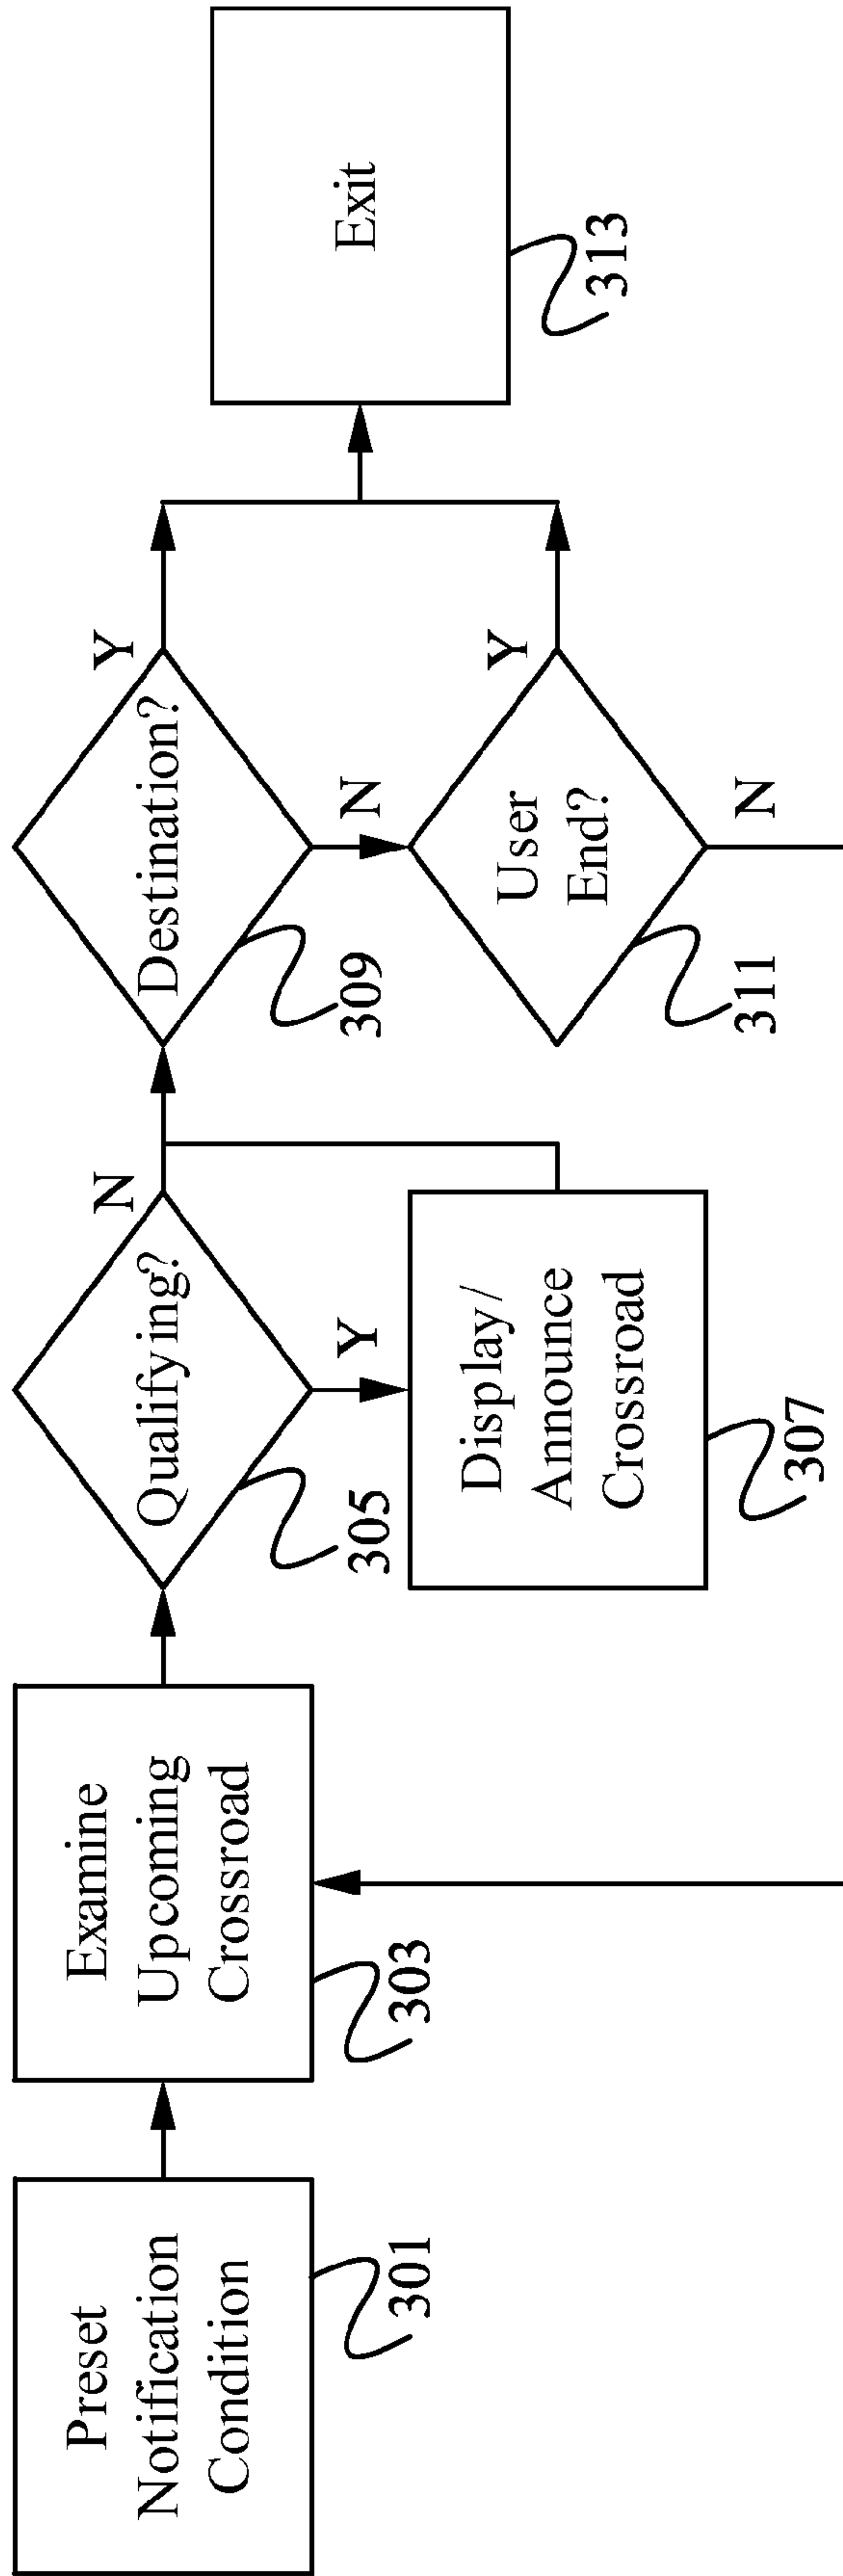 Preset
Notification
Condition
301
Examine
Upcoming
Crossroad
303
Qualifying?
305
N
Y
Display/
Announce
Crossroad
307
Destination?
309
Y
N
User
End?
311
Y
N
Exit
313